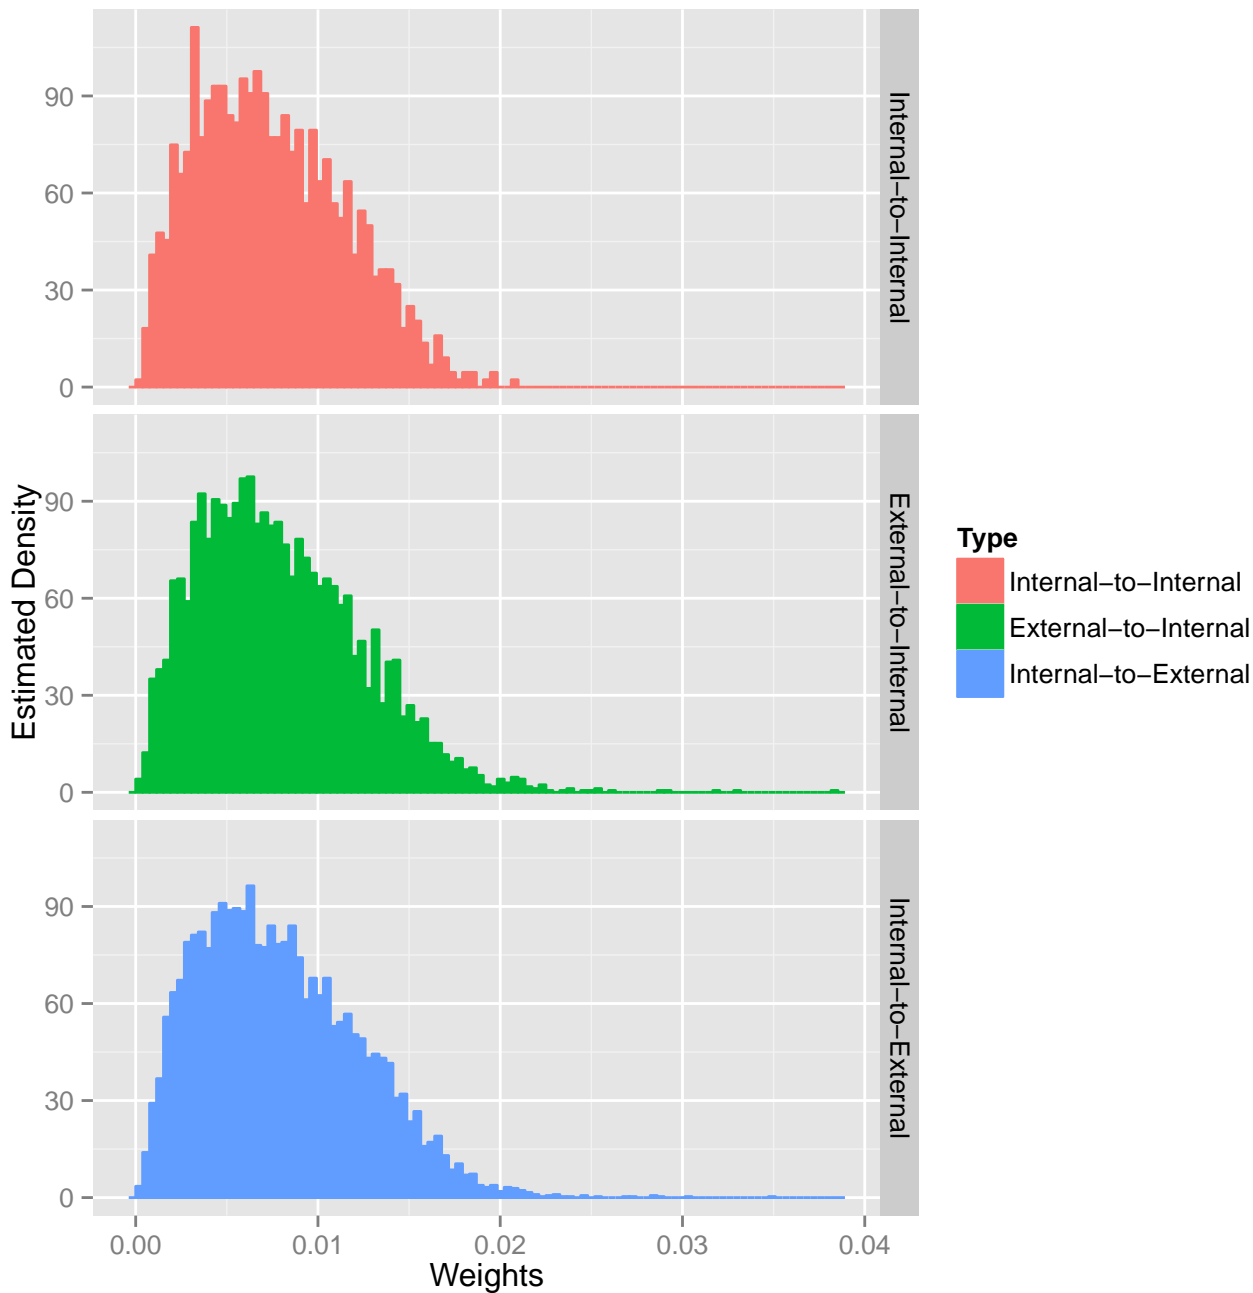 90
60
30
0
Internal−to−Internal
90
60
30
0
External−to−Internal
90
60
30
0
Internal−to−External
Estimated Density
0.00
0.01
0.02
0.03
0.04
Weights
Type
Internal−to−Internal
External−to−Internal
Internal−to−External